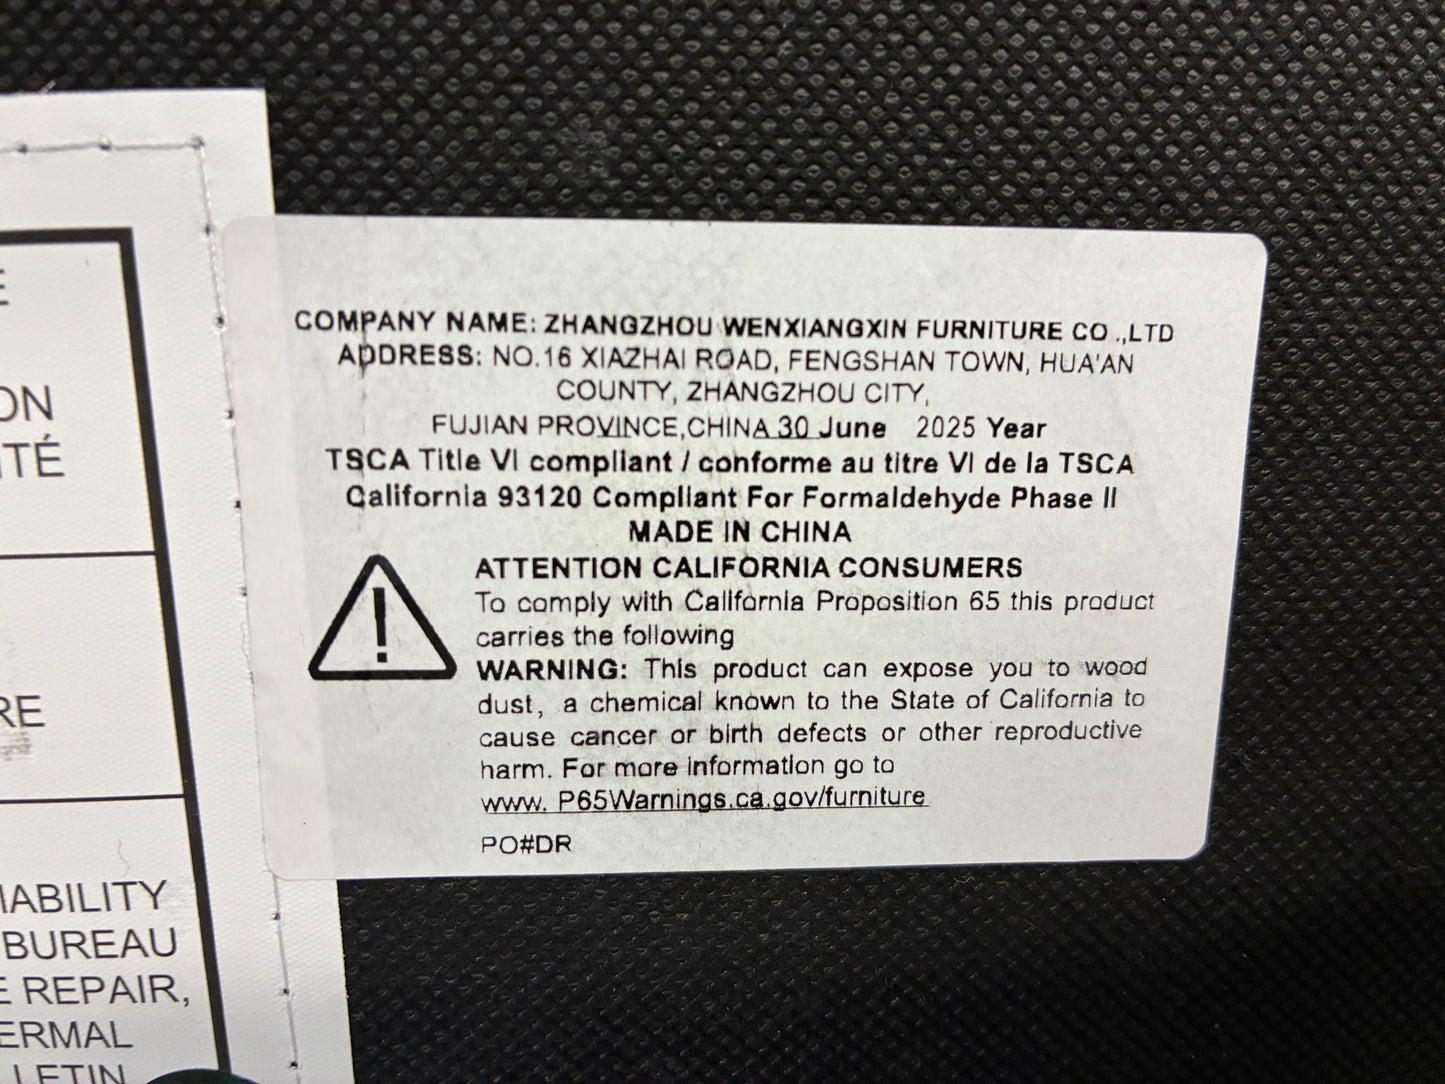 E
ON
ITÉ
RE
IABILITY
BUREAU
E REPAIR,
ERMAL
LLETIN
COMPANY NAME: ZHANGZHOU WENXIANGXIN FURNITURE CO .,LTD
ADDRESS: NO.16 XIAZHAI ROAD, FENGSHAN TOWN, HUA'AN
COUNTY, ZHANGZHOU CITY,
FUJIAN PROVINCE,CHINA 30 June 2025 Year
TSCA Title VI compliant / conforme au titre VI de la TSCA
California 93120 Compliant For Formaldehyde Phase II
MADE IN CHINA
ATTENTION CALIFORNIA CONSUMERS
To comply with California Proposition 65 this product
carries the following
WARNING: This product can expose you to wood
dust, a chemical known to the State of California to
cause cancer or birth defects or other reproductive
harm. For more information go to
www. P65Warnings.ca.gov/furniture
PO#DR